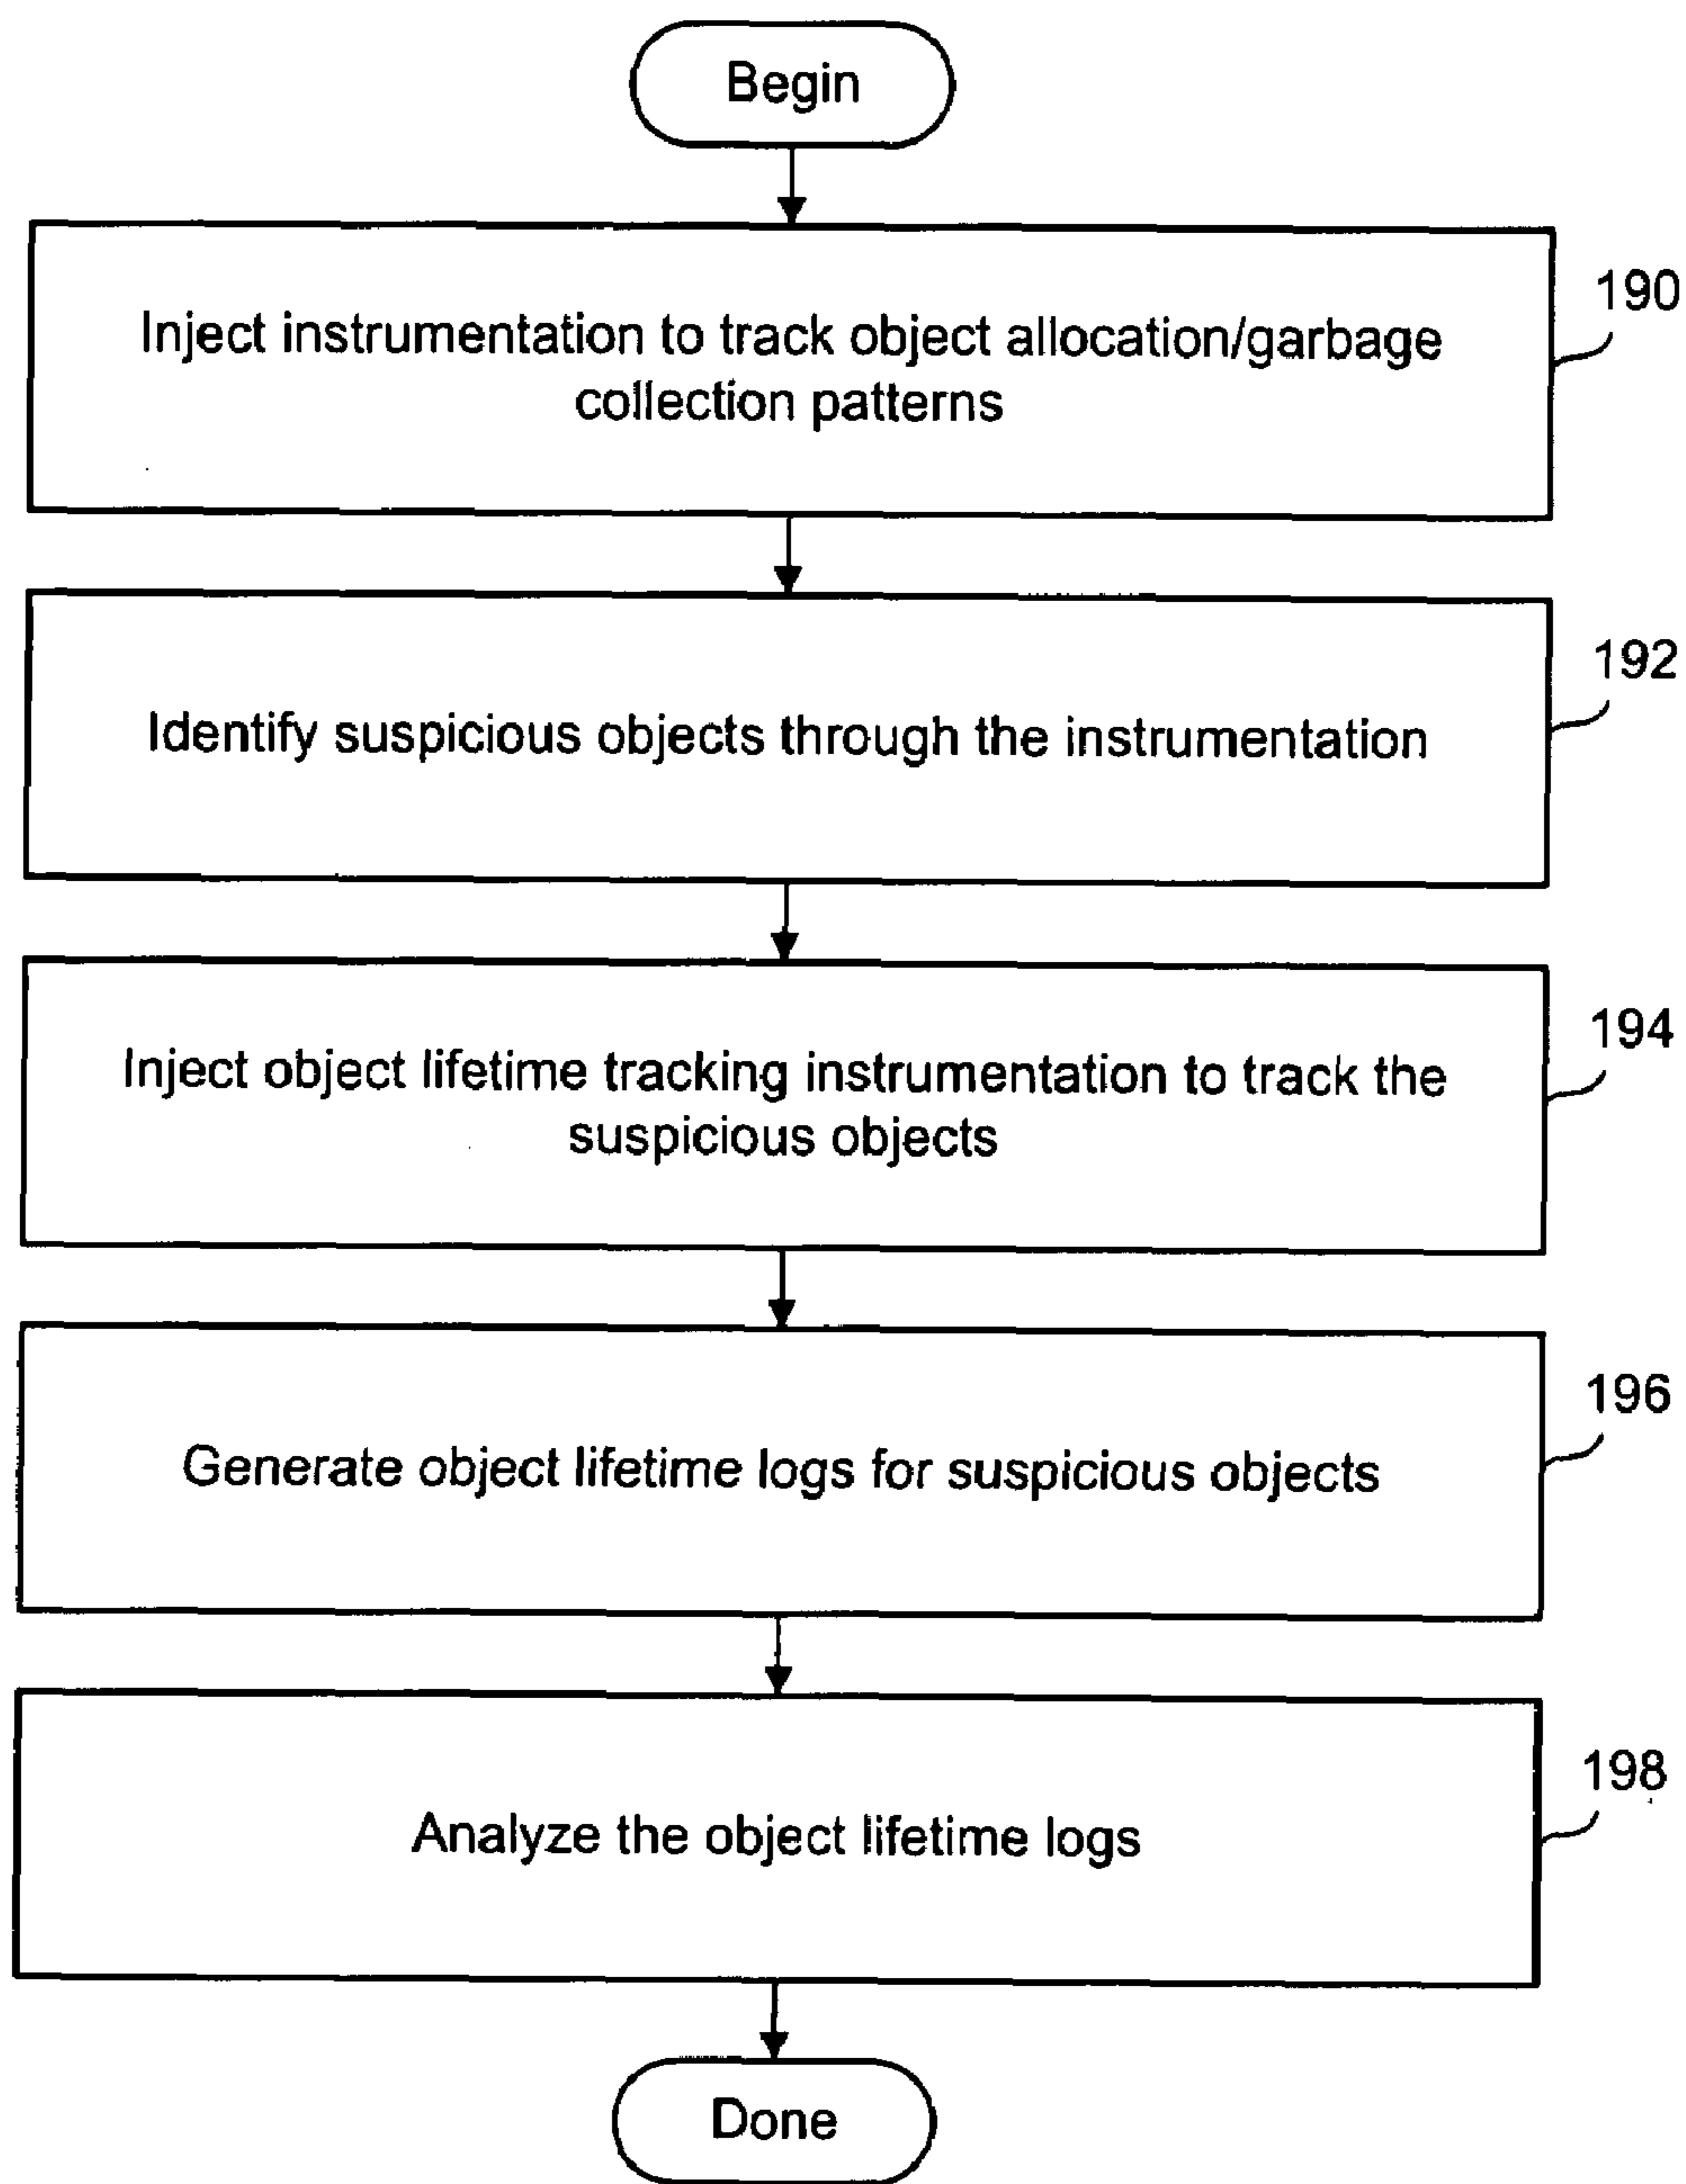 Begin
Inject instrumentation to track object allocation/garbage
collection patterns
190
Identify suspicious objects through the instrumentation
192
Inject object lifetime tracking instrumentation to track the
suspicious objects
194
Generate object lifetime logs for suspicious objects
196
Analyze the object lifetime logs
198
Done